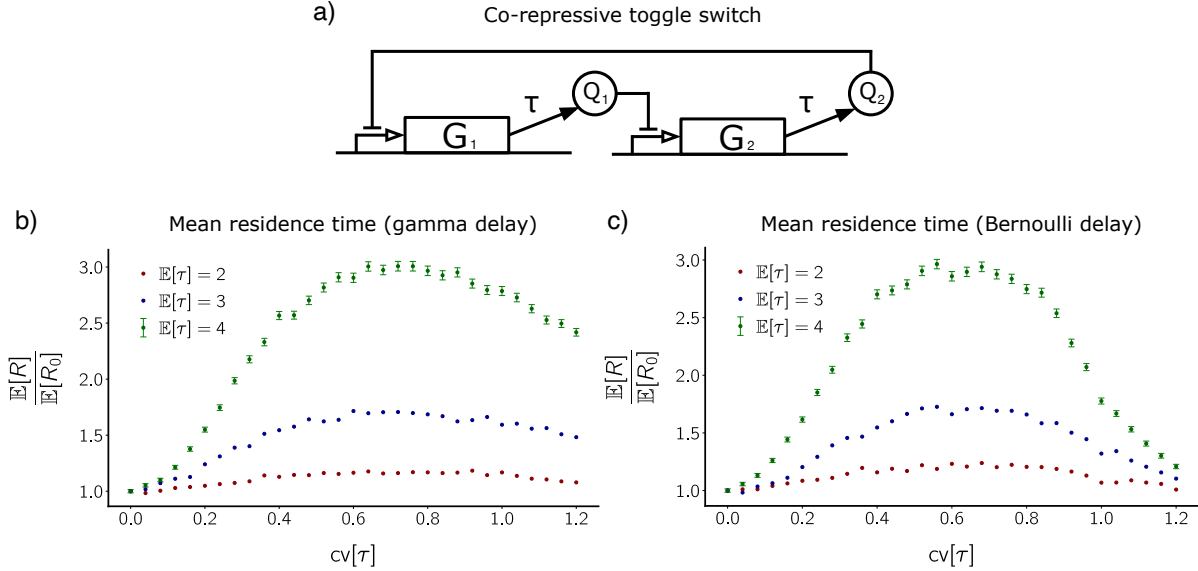 a) Co-repressive toggle switch
τ Q₁ τ Q₂
G₁ G₂
b) Mean residence time (gamma delay)
𝔼[τ] = 2
𝔼[τ] = 3
𝔼[τ] = 4
3.0
2.5
2.0
1.5
1.0
𝔼[R]
𝔼[R₀]
0.0 0.2 0.4 0.6 0.8 1.0 1.2
CV[τ]
c) Mean residence time (Bernoulli delay)
𝔼[τ] = 2
𝔼[τ] = 3
𝔼[τ] = 4
3.0
2.5
2.0
1.5
1.0
𝔼[R]
𝔼[R₀]
0.0 0.2 0.4 0.6 0.8 1.0 1.2
CV[τ]